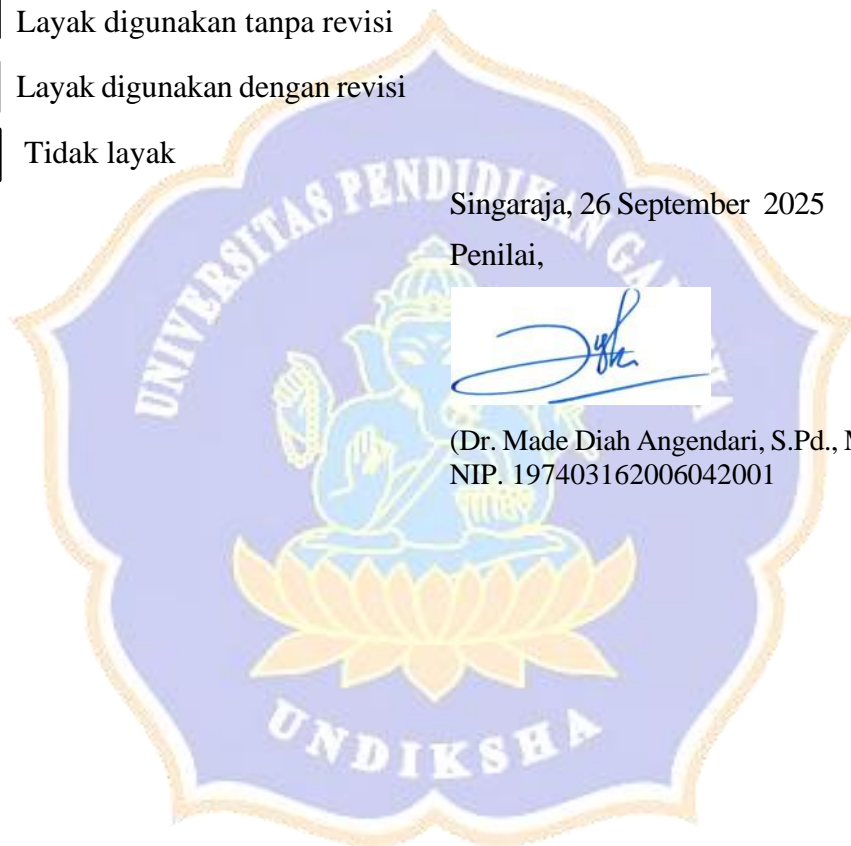 Layak digunakan tanpa revisi
Layak digunakan dengan revisi
Tidak layak
UNIVERSITAS PENDIDIKAN
Singaraja, 26 September 2025
Penilai,
(Dr. Made Diah Angendari, S.Pd.,
NIP. 197403162006042001
UNDIKSHA